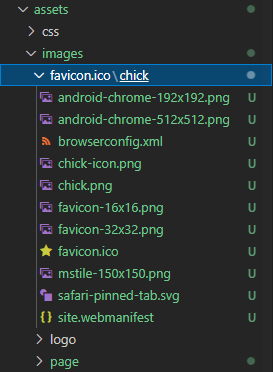 assets
css
images
favicon.ico\chick
android-chrome-192x192.png U
android-chrome-512x512.png U
browserconfig.xml U
chick-icon.png U
chick.png U
favicon-16x16.png U
favicon-32x32.png U
favicon.ico U
mstile-150x150.png U
safari-pinned-tab.svg U
{} site.webmanifest U
logo
page